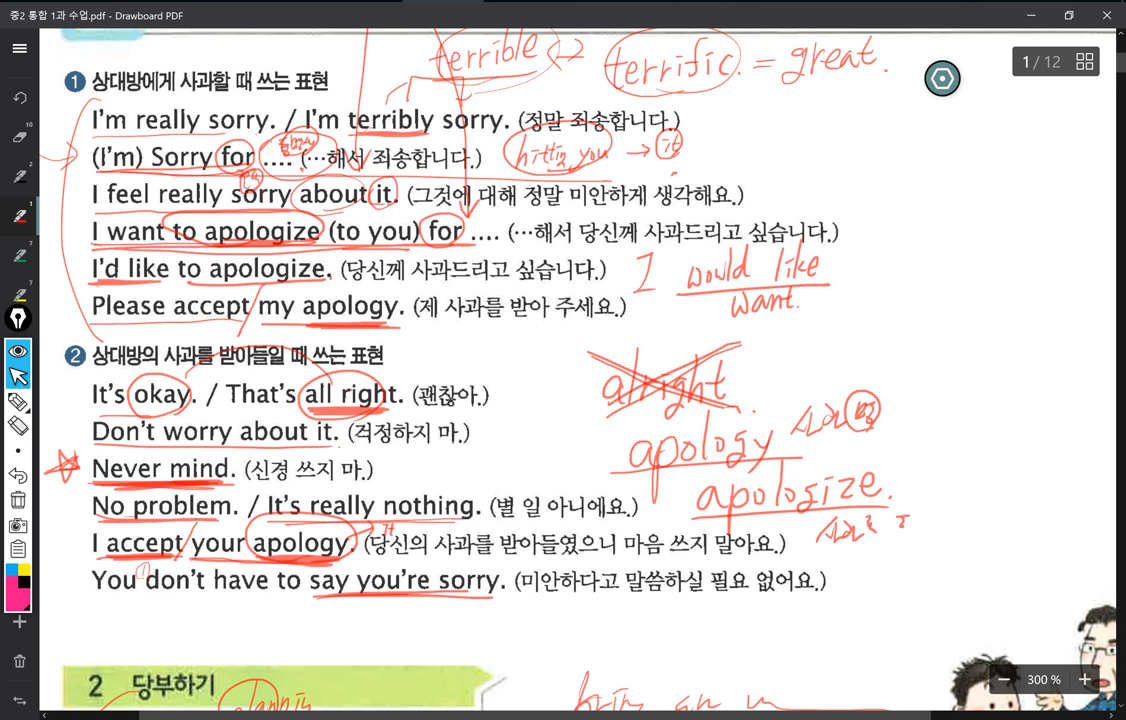 중2 통합 1과 수업.pdf - Drawboard PDF
1 / 12
terrible ↔ terrific. = great.
1 상대방에게 사과할 때 쓰는 표현
I'm really sorry. / I'm terribly sorry. (정말 죄송합니다.)
(I'm) Sorry for .... (…해서 죄송합니다.) hitting you → it
I feel really sorry about it. (그것에 대해 정말 미안하게 생각해요.)
I want to apologize (to you) for .... (…해서 당신께 사과드리고 싶습니다.)
I'd like to apologize. (당신께 사과드리고 싶습니다.) I would like
want.
Please accept my apology. (제 사과를 받아 주세요.)
2 상대방의 사과를 받아들일 때 쓰는 표현
It's okay. / That's all right. (괜찮아.) alright
Don't worry about it. (걱정하지 마.) apology 사과
Never mind. (신경 쓰지 마.) apologize.
No problem. / It's really nothing. (별 일 아니에요.)
I accept your apology. (당신의 사과를 받아들였으니 마음 쓰지 말아요.)
You don't have to say you're sorry. (미안하다고 말씀하실 필요 없어요.)
2 당부하기
300 %